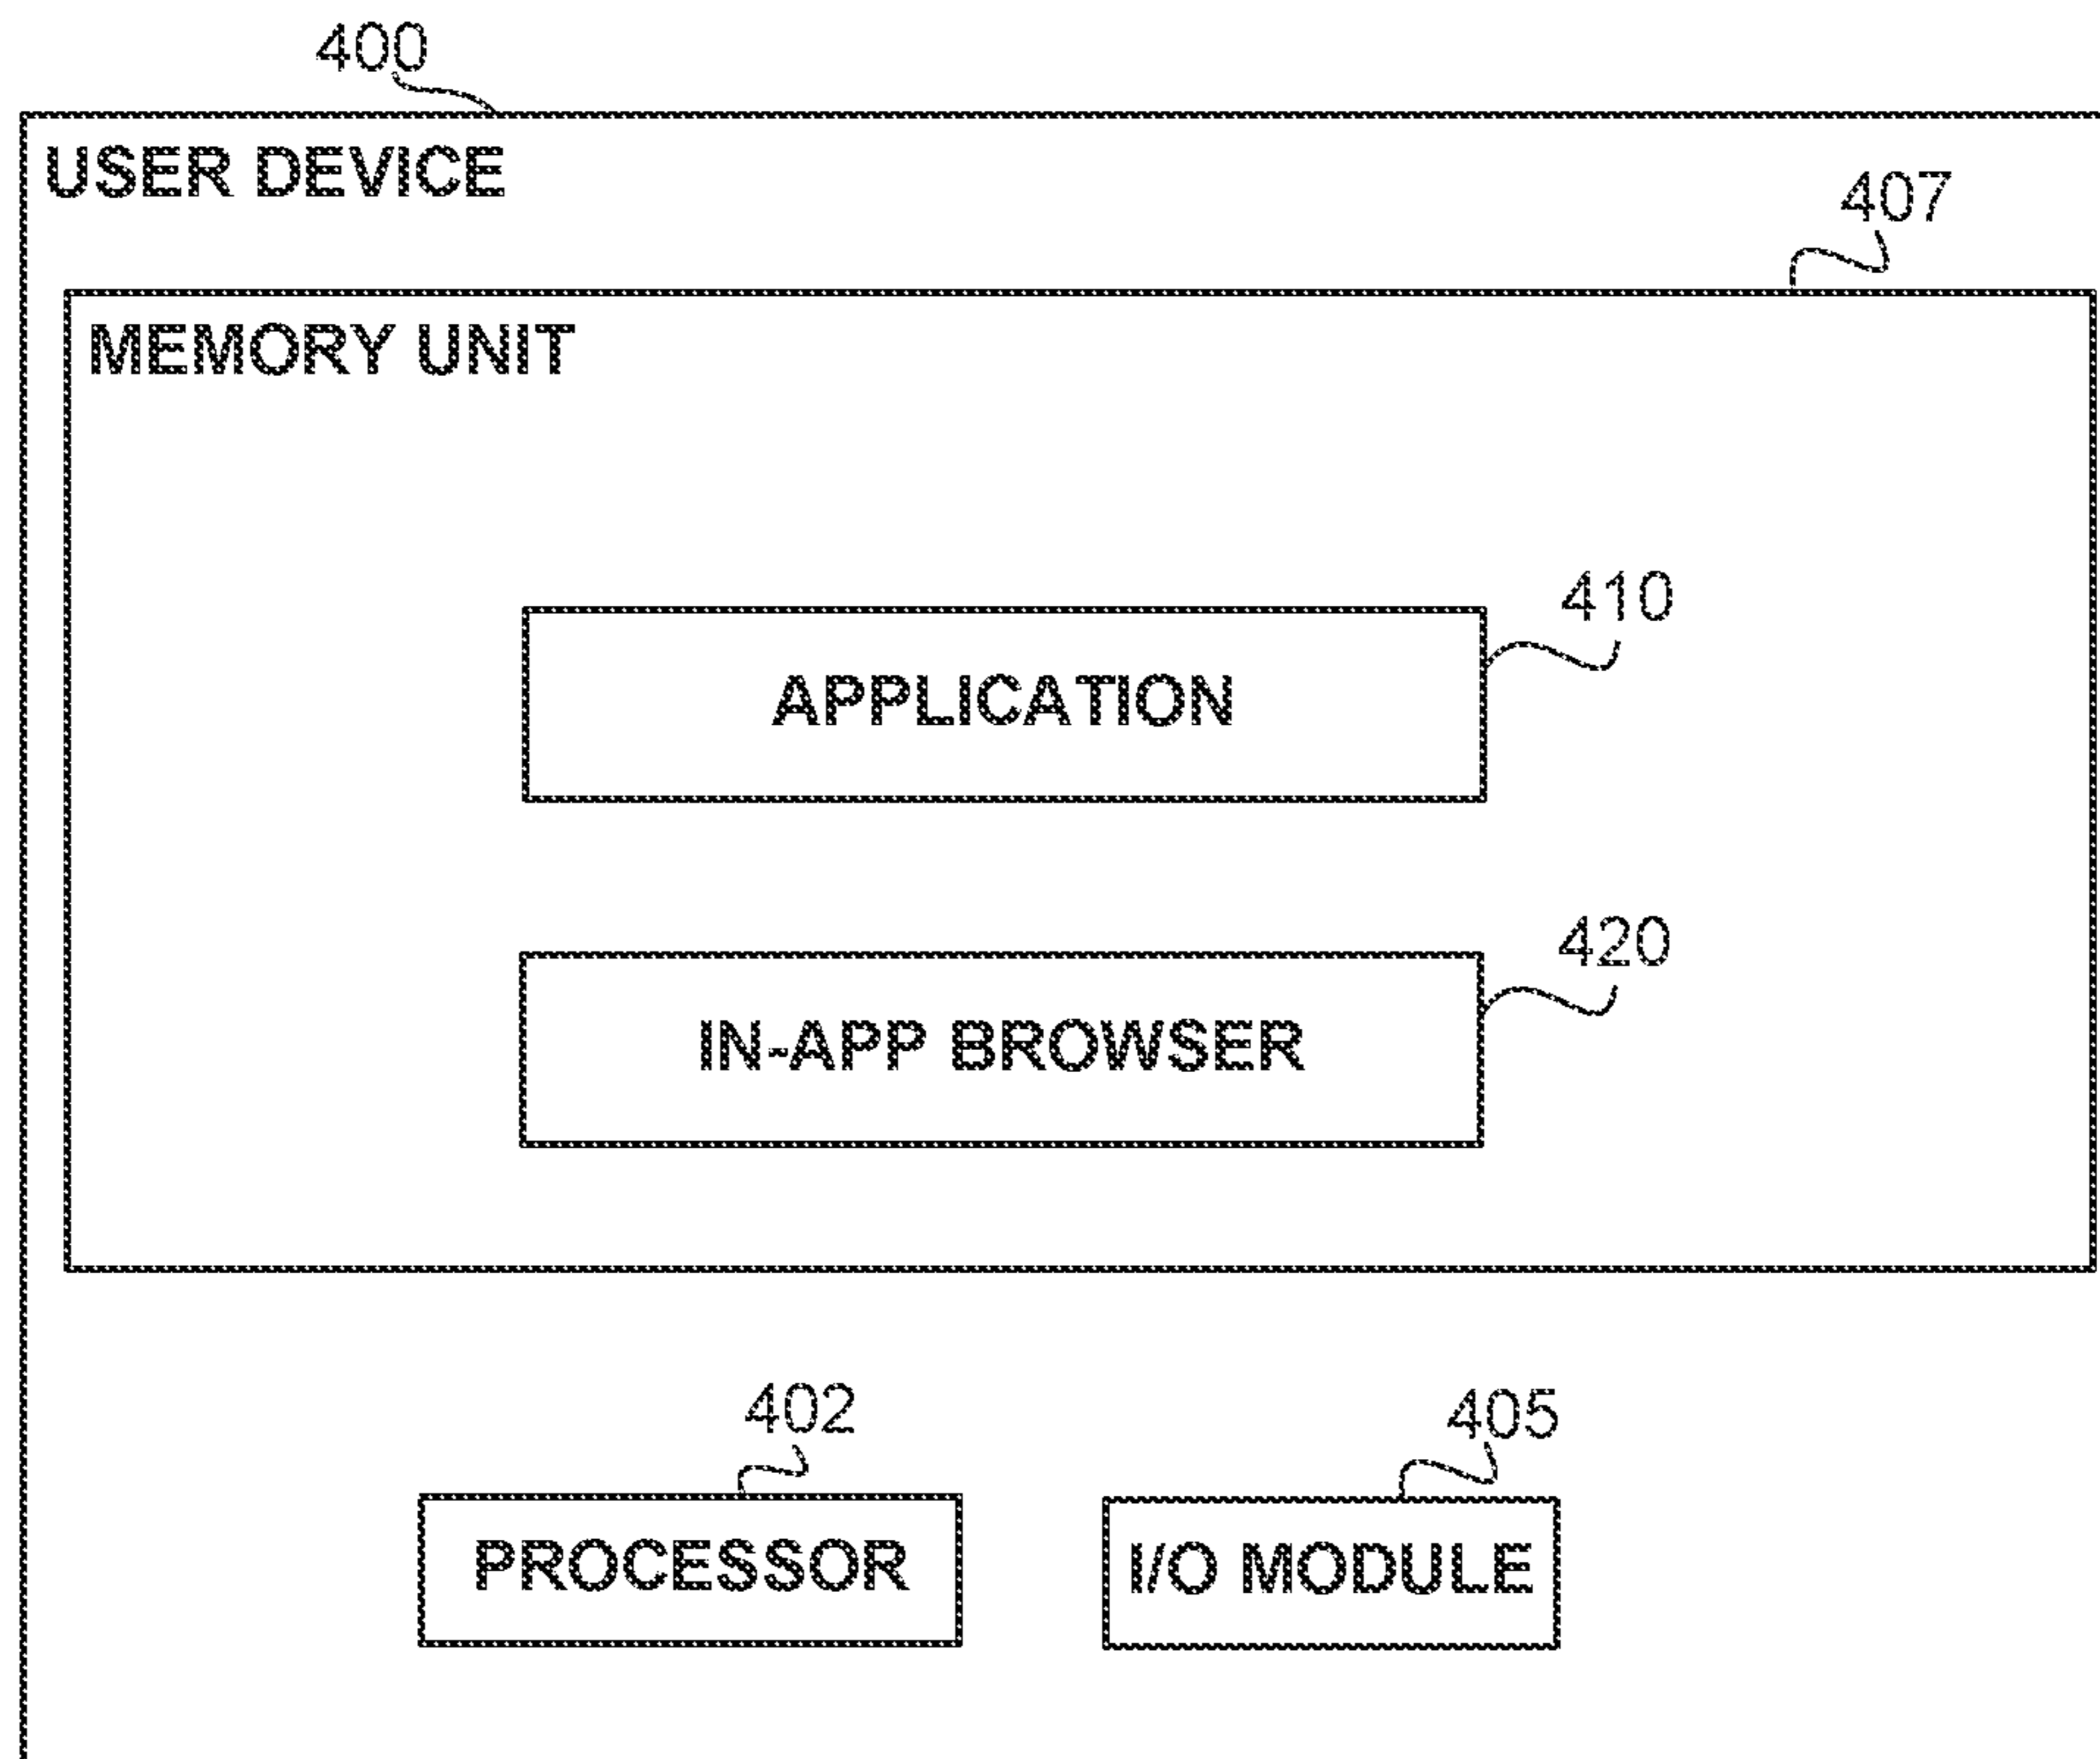 400
USER DEVICE
407
MEMORY UNIT
410
APPLICATION
420
IN-APP BROWSER
402
405
PROCESSOR
I/O MODULE